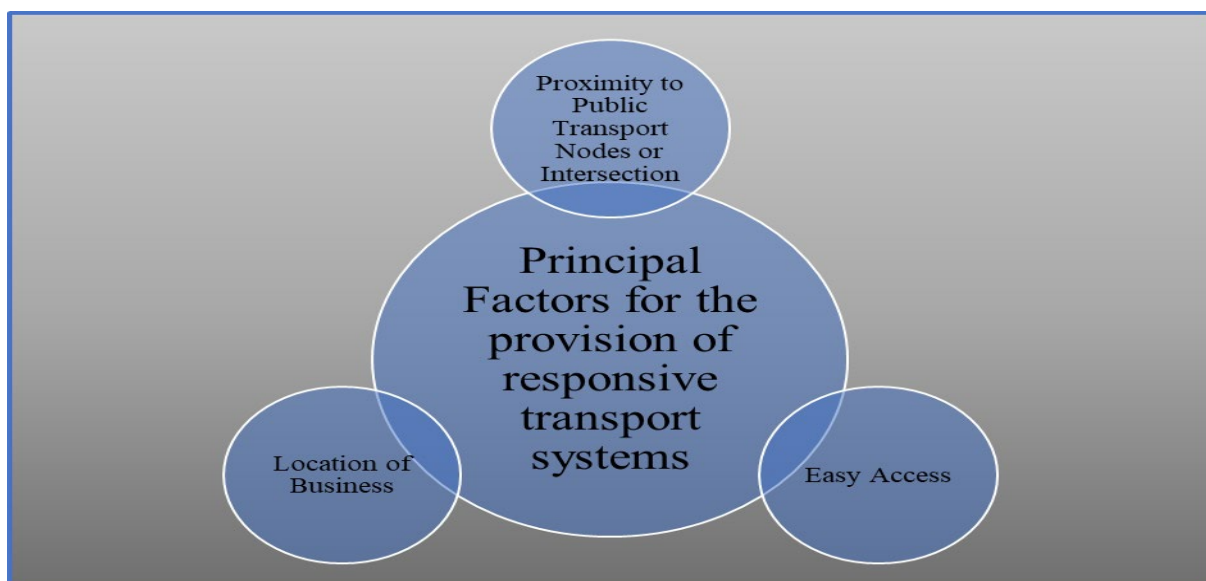 Proximity to
Public
Transport
Nodes or
Intersection
Principal
Factors for the
provision of
responsive
transport
systems
Location of
Business
Easy Access